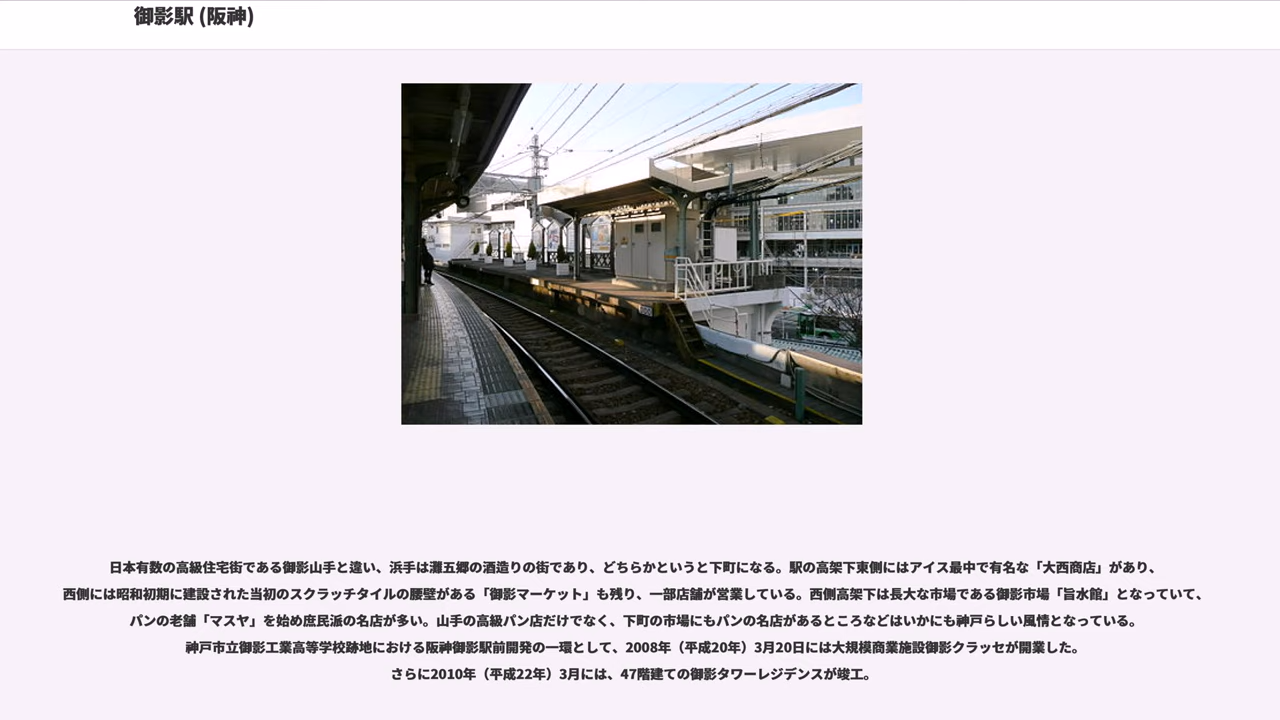 御影駅 (阪神)
日本有数の高級住宅街である御影山手と違い、浜手は灘五郷の酒造りの街であり、どちらかというと下町になる。駅の高架下東側にはアイス最中で有名な「大西商店」があり、
西側には昭和初期に建設された当初のスクラッチタイルの腰壁がある「御影マーケット」も残り、一部店舗が営業している。西側高架下は長大な市場である御影市場「旨水館」となっていて、
パンの老舗「マスヤ」を始め庶民派の名店が多い。山手の高級パン店だけでなく、下町の市場にもパンの名店があるところなどはいかにも神戸らしい風情となっている。
神戸市立御影工業高等学校跡地における阪神御影駅前開発の一環として、2008年（平成20年）3月20日には大規模商業施設御影クラッセが開業した。
さらに2010年（平成22年）3月には、47階建ての御影タワーレジデンスが竣工。